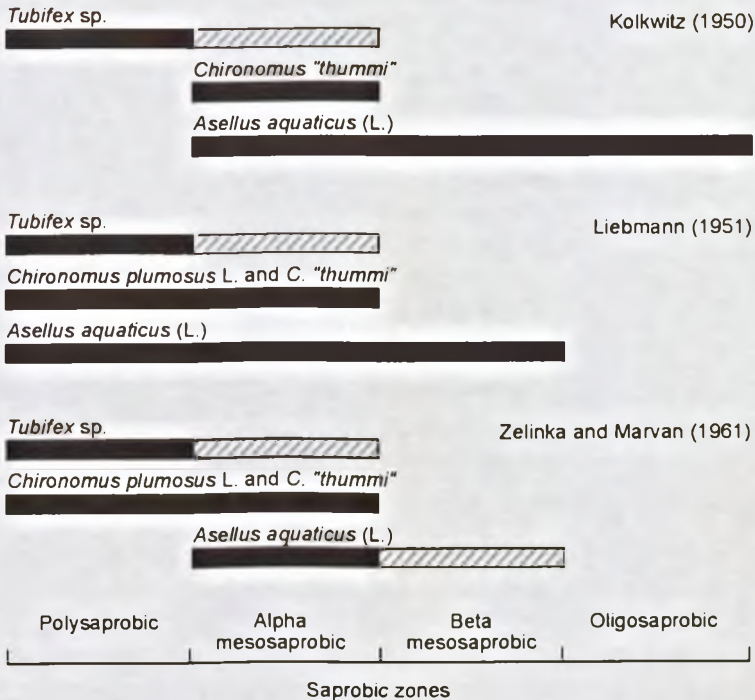 Tubifex sp. Kolkwitz (1950)
Chironomus "thummi"
Asellus aquaticus (L.)
Tubifex sp. Liebmann (1951)
Chironomus plumosus L. and C. "thummi"
Asellus aquaticus (L.)
Tubifex sp. Zelinka and Marvan (1961)
Chironomus plumosus L. and C. "thummi"
Asellus aquaticus (L.)
Polysaprobic Alpha mesosaprobic Beta mesosaprobic Oligosaprobic
Saprobic zones